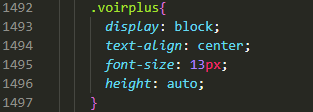 1492 .voirplus{
1493 display: block;
1494 text-align: center;
1495 font-size: 13px;
1496 height: auto;
1497 }